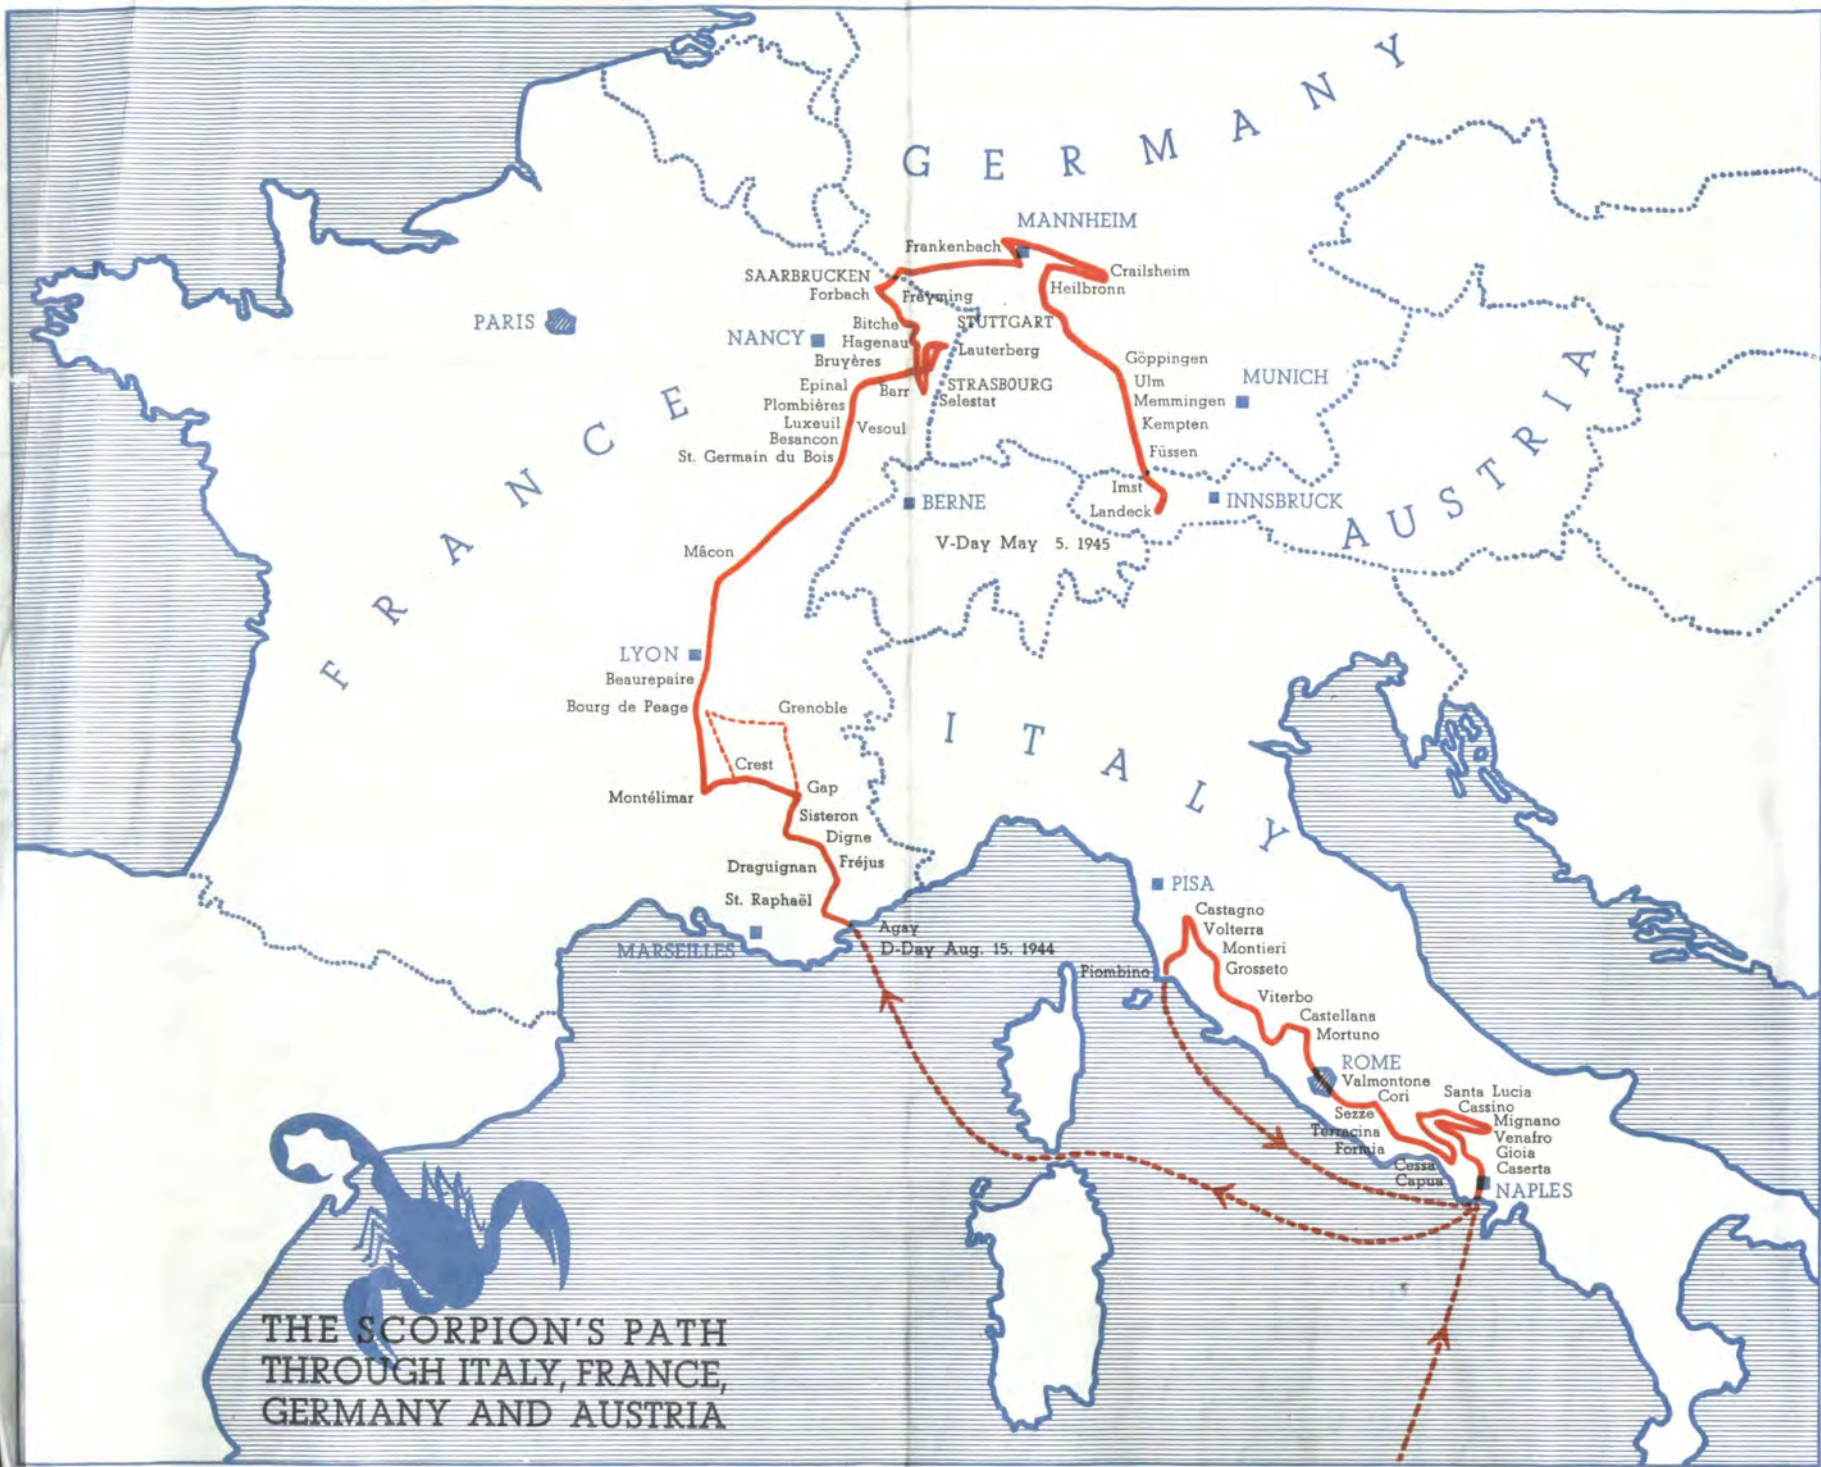 GERMANY
MANNHEIM
Frankenbach
Crailsheim
SAARBRUCKEN
Heilbronn
Forbach
Freyming
PARIS
Bitche
STUTTGART
NANCY
Hagenau
Lauterberg
Bruyères
Göppingen
Epinal
Barr
STRASBOURG
Ulm
MUNICH
Plombières
Selestat
Memmingen
Luxeuil
Vesoul
Kempten
Besancon
St. Germain du Bois
Füssen
FRANCE
AUSTRIA
Imst
BERNE
INNSBRUCK
Landeck
V-Day May 5. 1945
Mâcon
LYON
Beaurepaire
Bourg de Peage
Grenoble
ITALY
Crest
Gap
Montélimar
Sisteron
Digne
Draguignan
Fréjus
St. Raphaël
PISA
Castagno
Agay
Volterra
MARSEILLES
D-Day Aug. 15. 1944
Montieri
Piombino
Grosseto
Viterbo
Castellana
Mortuno
ROME
Valmontone
Santa Lucia
Cori
Cassino
Sezze
Mignano
Terracina
Venafro
Formia
Gioia
Cessa
Caserta
Capua
NAPLES
THE SCORPION'S PATH
THROUGH ITALY, FRANCE,
GERMANY AND AUSTRIA